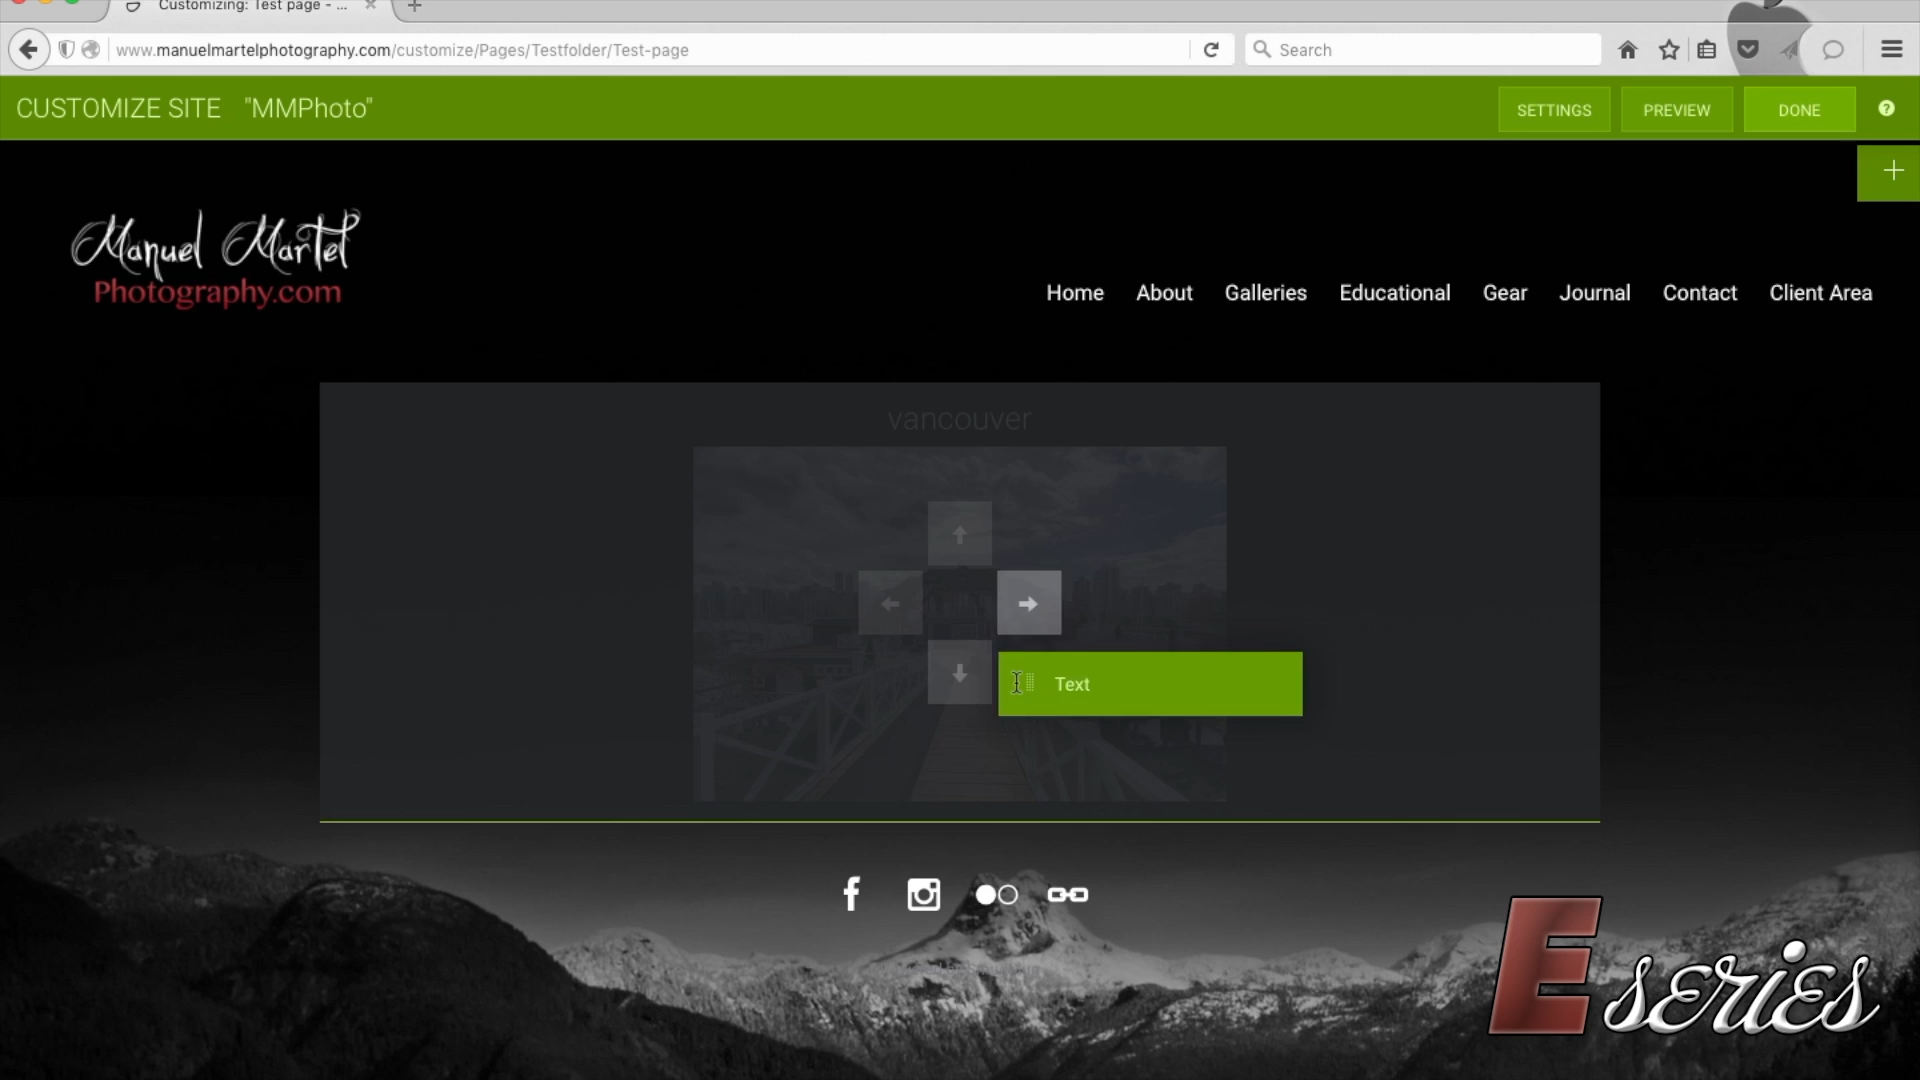 Customizing: Test page - ...
www.manuelmartelphotography.com/customize/Pages/Testfolder/Test-page
Search
CUSTOMIZE SITE "MMPhoto"
SETTINGS
PREVIEW
DONE
?
+
Manuel Martel
Photography.com
Home
About
Galleries
Educational
Gear
Journal
Contact
Client Area
vancouver
Text
E series